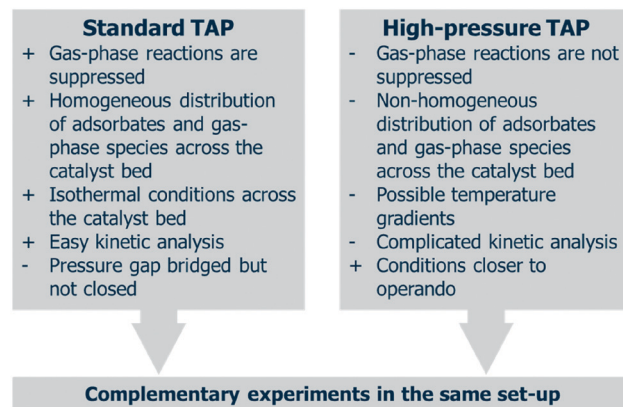 Standard TAP
+ Gas-phase reactions are
suppressed
+ Homogeneous distribution
of adsorbates and gas-
phase species across the
catalyst bed
+ Isothermal conditions across
the catalyst bed
+ Easy kinetic analysis
- Pressure gap bridged but
not closed
High-pressure TAP
- Gas-phase reactions are not
suppressed
- Non-homogeneous
distribution of adsorbates
and gas-phase species
across the catalyst bed
- Possible temperature
gradients
- Complicated kinetic analysis
+ Conditions closer to
operando
Complementary experiments in the same set-up